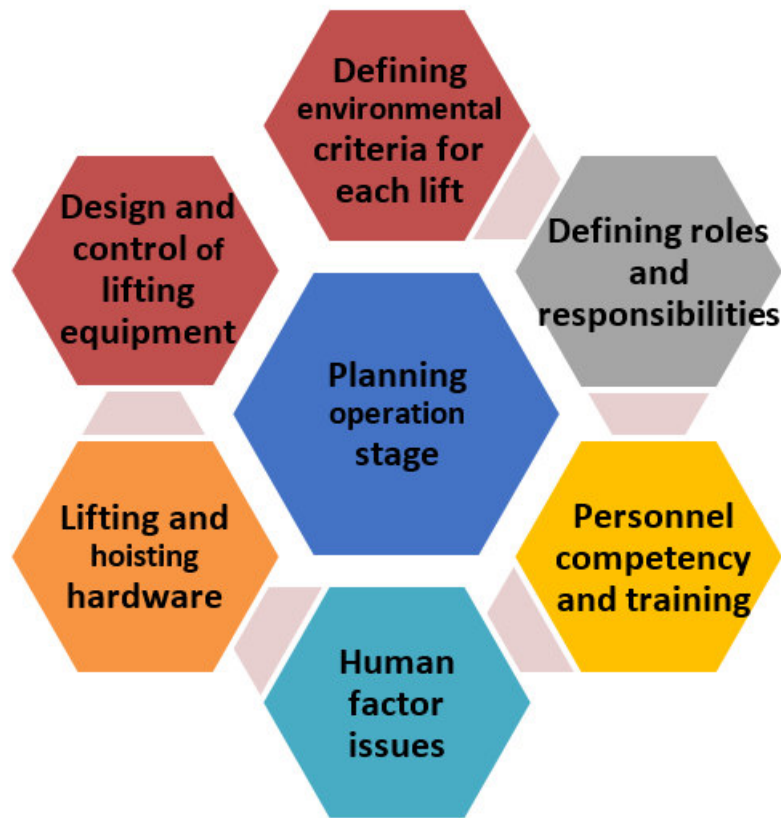 Defining
environmental
criteria for
each lift
Defining roles
and
responsibilities
Personnel
competency
and training
Human
factor
issues
Lifting and
hoisting
hardware
Design and
control of
lifting
equipment
Planning
operation
stage